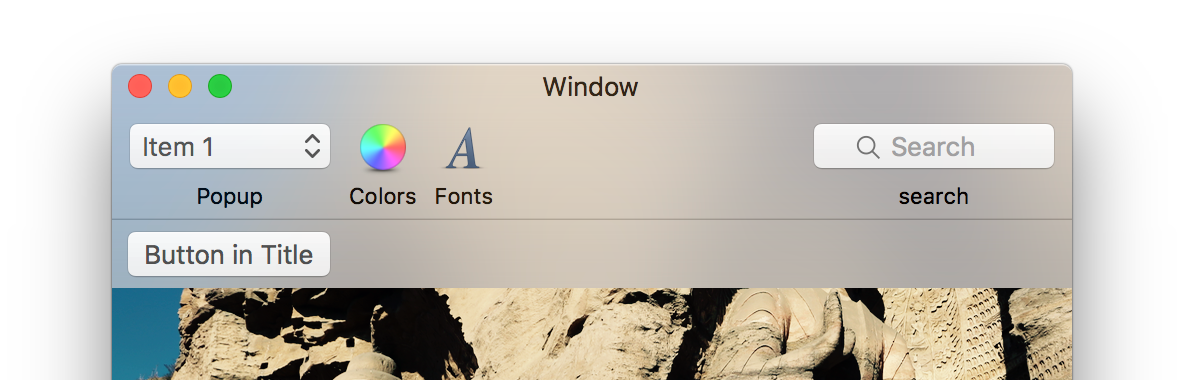 Window
Item 1
Search
Popup
Colors
Fonts
search
Button in Title